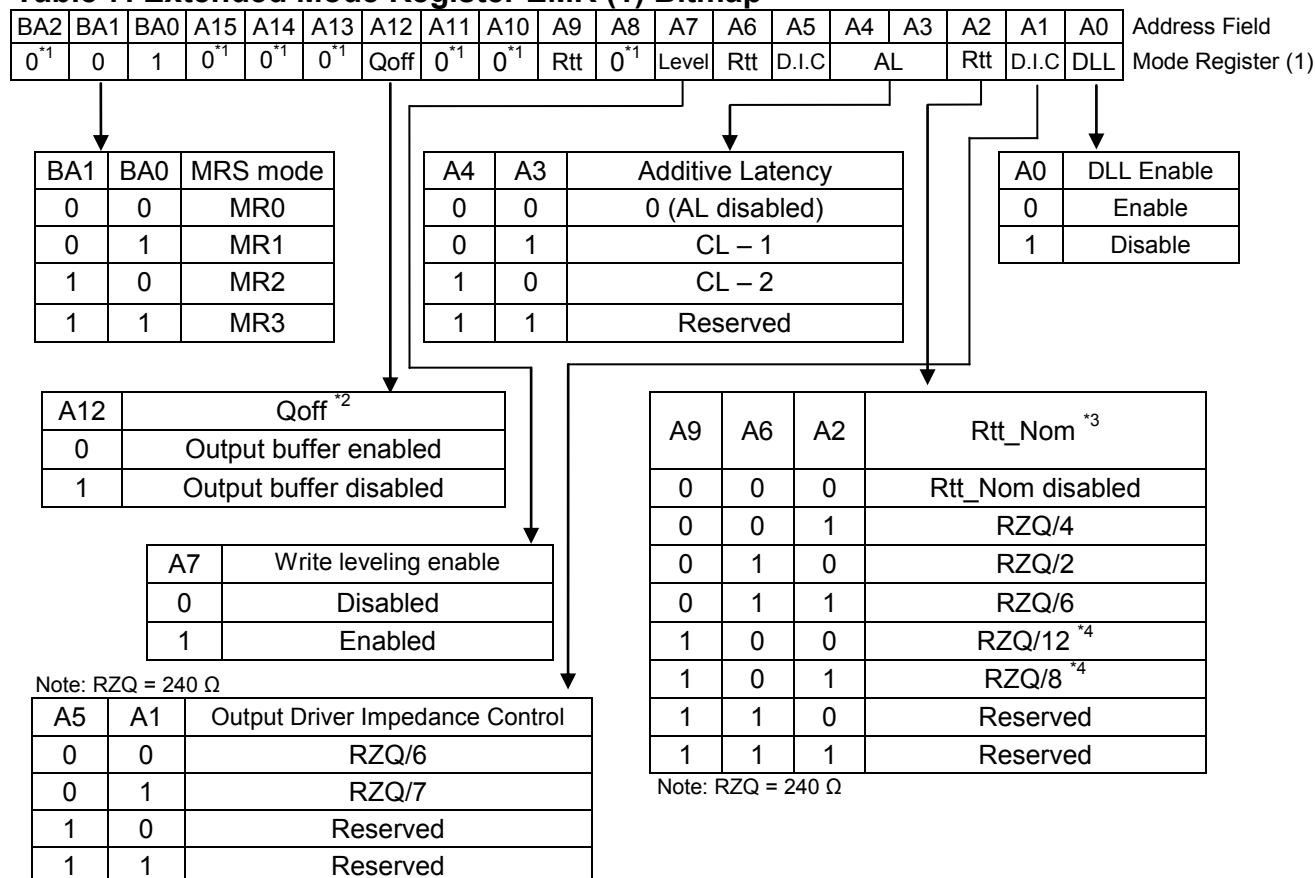 Table 7. Extended Mode Register EMR (1) Bitmap
BA2 BA1 BA0 A15 A14 A13 A12 A11 A10 A9 A8 A7 A6 A5 A4 A3 A2 A1 A0 Address Field
0*1 0 1 0*1 0*1 0*1 Qoff 0*1 0*1 Rtt 0*1 Level Rtt D.I.C AL Rtt D.I.C DLL Mode Register (1)
BA1 BA0 MRS mode
0 0 MR0
0 1 MR1
1 0 MR2
1 1 MR3
A4 A3 Additive Latency
0 0 0 (AL disabled)
0 1 CL – 1
1 0 CL – 2
1 1 Reserved
A0 DLL Enable
0 Enable
1 Disable
A12 Qoff *2
0 Output buffer enabled
1 Output buffer disabled
A7 Write leveling enable
0 Disabled
1 Enabled
Note: RZQ = 240 Ω
A5 A1 Output Driver Impedance Control
0 0 RZQ/6
0 1 RZQ/7
1 0 Reserved
1 1 Reserved
A9 A6 A2 Rtt_Nom *3
0 0 0 Rtt_Nom disabled
0 0 1 RZQ/4
0 1 0 RZQ/2
0 1 1 RZQ/6
1 0 0 RZQ/12 *4
1 0 1 RZQ/8 *4
1 1 0 Reserved
1 1 1 Reserved
Note: RZQ = 240 Ω